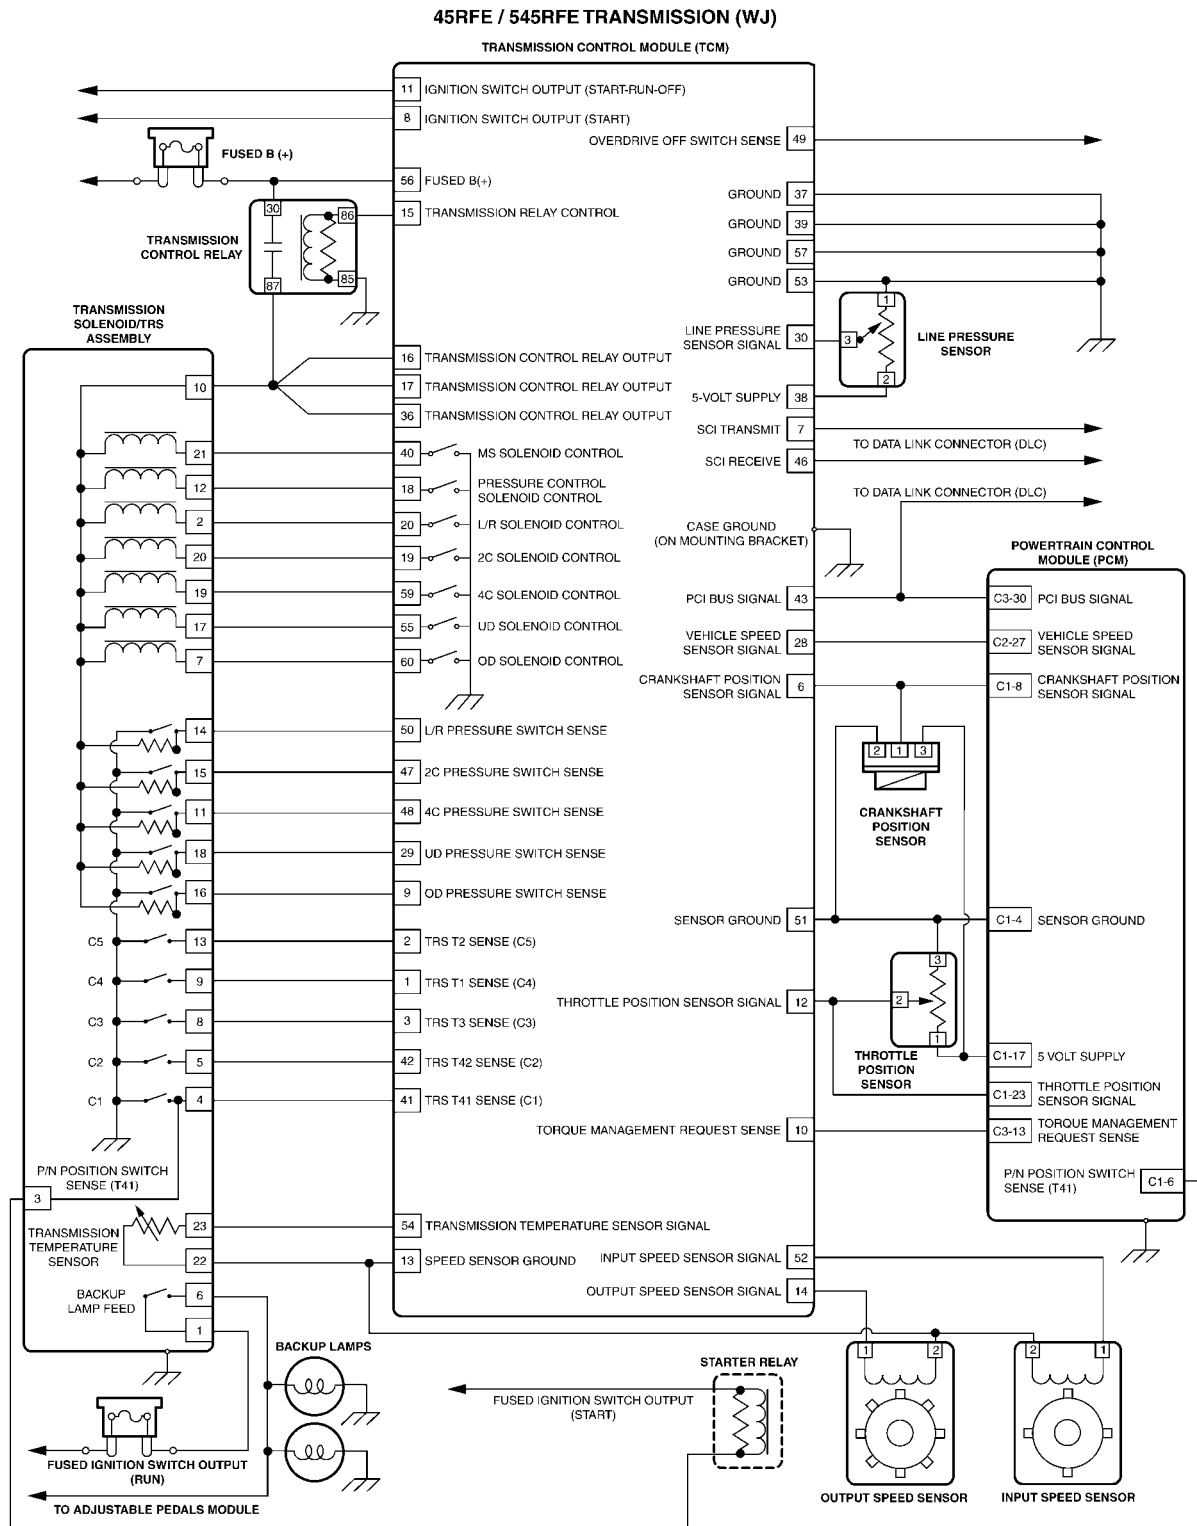 45RFE / 545RFE TRANSMISSION (WJ)
TRANSMISSION CONTROL MODULE (TCM)
11 IGNITION SWITCH OUTPUT (START-RUN-OFF)
8 IGNITION SWITCH OUTPUT (START)
OVERDRIVE OFF SWITCH SENSE 49
FUSED B (+)
56 FUSED B(+)
GROUND 37
30
86
15 TRANSMISSION RELAY CONTROL
GROUND 39
TRANSMISSION
CONTROL RELAY
GROUND 57
87
85
GROUND 53
1
TRANSMISSION
SOLENOID/TRS
ASSEMBLY
LINE PRESSURE
SENSOR SIGNAL
30
3
LINE PRESSURE
SENSOR
2
16 TRANSMISSION CONTROL RELAY OUTPUT
10
17 TRANSMISSION CONTROL RELAY OUTPUT
5-VOLT SUPPLY 38
36 TRANSMISSION CONTROL RELAY OUTPUT
SCI TRANSMIT 7
TO DATA LINK CONNECTOR (DLC)
21
40 MS SOLENOID CONTROL
SCI RECEIVE 46
12
18 PRESSURE CONTROL
SOLENOID CONTROL
TO DATA LINK CONNECTOR (DLC)
2
20 L/R SOLENOID CONTROL
CASE GROUND
(ON MOUNTING BRACKET)
20
19 2C SOLENOID CONTROL
POWERTRAIN CONTROL
MODULE (PCM)
19
59 4C SOLENOID CONTROL
PCI BUS SIGNAL 43
C3-30 PCI BUS SIGNAL
17
55 UD SOLENOID CONTROL
VEHICLE SPEED
SENSOR SIGNAL
28
C2-27 VEHICLE SPEED
SENSOR SIGNAL
7
60 OD SOLENOID CONTROL
CRANKSHAFT POSITION
SENSOR SIGNAL
6
C1-8 CRANKSHAFT POSITION
SENSOR SIGNAL
14
50 L/R PRESSURE SWITCH SENSE
2 1 3
15
47 2C PRESSURE SWITCH SENSE
11
48 4C PRESSURE SWITCH SENSE
CRANKSHAFT
POSITION
SENSOR
18
29 UD PRESSURE SWITCH SENSE
16
9 OD PRESSURE SWITCH SENSE
SENSOR GROUND 51
C1-4 SENSOR GROUND
C5 13
2 TRS T2 SENSE (C5)
3
C4 9
1 TRS T1 SENSE (C4)
THROTTLE POSITION SENSOR SIGNAL 12
2
C3 8
3 TRS T3 SENSE (C3)
1
C2 5
42 TRS T42 SENSE (C2)
THROTTLE
POSITION
SENSOR
C1-17 5 VOLT SUPPLY
C1 4
41 TRS T41 SENSE (C1)
C1-23 THROTTLE POSITION
SENSOR SIGNAL
TORQUE MANAGEMENT REQUEST SENSE 10
C3-13 TORQUE MANAGEMENT
REQUEST SENSE
P/N POSITION SWITCH
SENSE (T41)
3
P/N POSITION SWITCH
SENSE (T41)
C1-6
TRANSMISSION
TEMPERATURE
SENSOR
23
54 TRANSMISSION TEMPERATURE SENSOR SIGNAL
22
13 SPEED SENSOR GROUND
INPUT SPEED SENSOR SIGNAL 52
BACKUP
LAMP FEED
6
OUTPUT SPEED SENSOR SIGNAL 14
1
BACKUP LAMPS
1 2
2 1
STARTER RELAY
FUSED IGNITION SWITCH OUTPUT
(START)
FUSED IGNITION SWITCH OUTPUT
(RUN)
TO ADJUSTABLE PEDALS MODULE
OUTPUT SPEED SENSOR
INPUT SPEED SENSOR